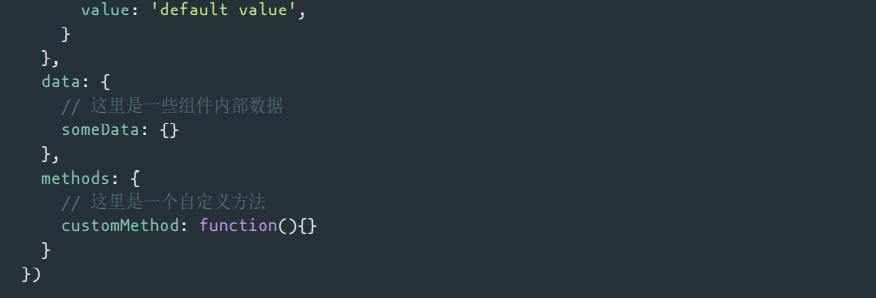 value: 'default value',
}
},
data: {
// 这里是一些组件内部数据
someData: {}
},
methods: {
// 这里是一个自定义方法
customMethod: function(){}
}
})